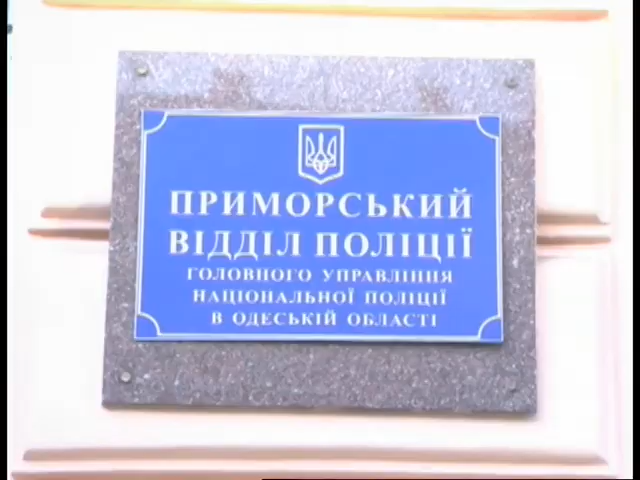 ПРИМОРСЬКИЙ
ВІДДІЛ ПОЛІЦІЇ
ГОЛОВНОГО УПРАВЛІННЯ
НАЦІОНАЛЬНОЇ ПОЛІЦІЇ
В ОДЕСЬКІЙ ОБЛАСТІ